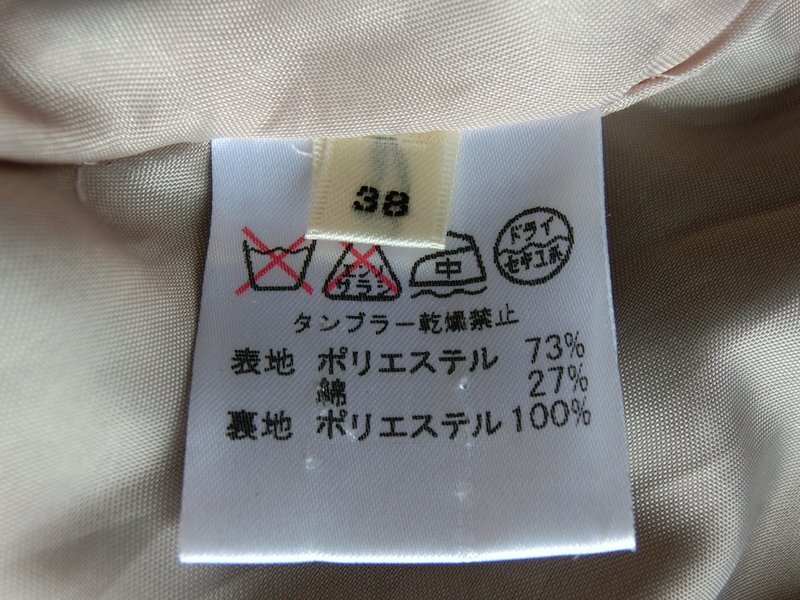 38
エンソ
サラシ
中
ドライ
セキユ系
タンブラー乾燥禁止
表地 ポリエステル 73%
綿 27%
裏地 ポリエステル 100%